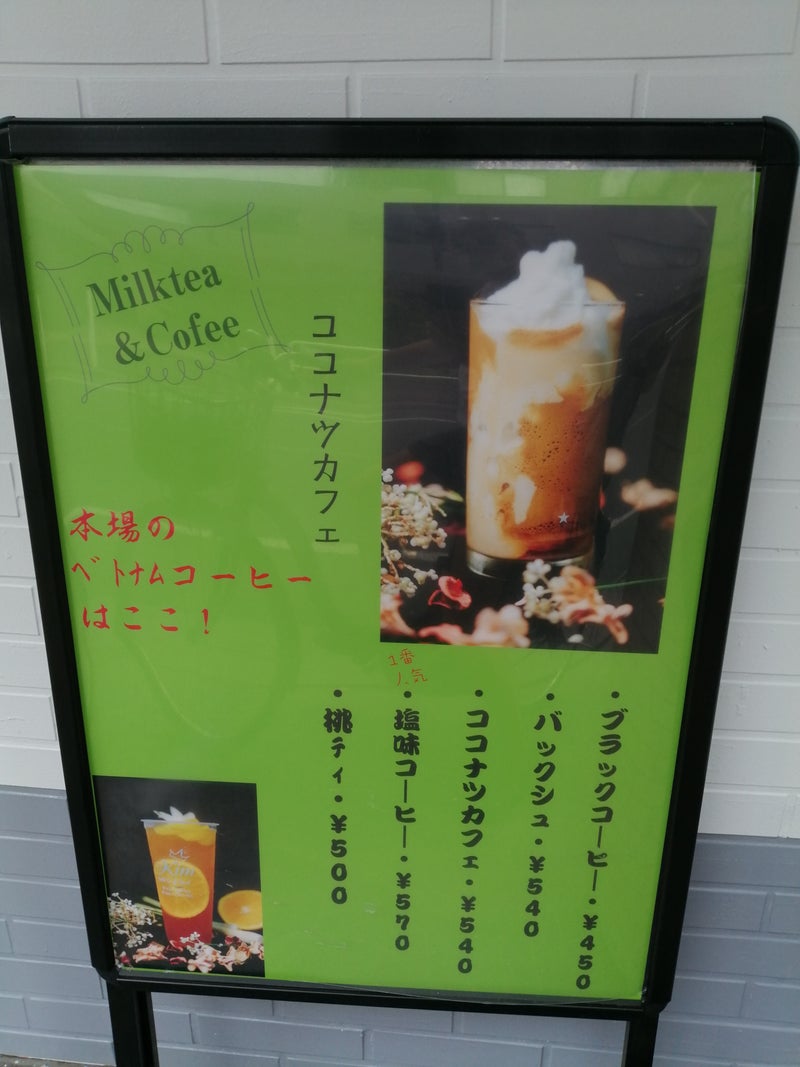 Milktea
&Cofee
ココナツカフェ
本場の
ベトナムコーヒー
はここ!
・ブラックコーヒー・¥450
・バックシュ・¥540
・ココナツカフェ・¥540
1番
人気
・塩味コーヒー・¥570
・桃ティ・¥500
Kim